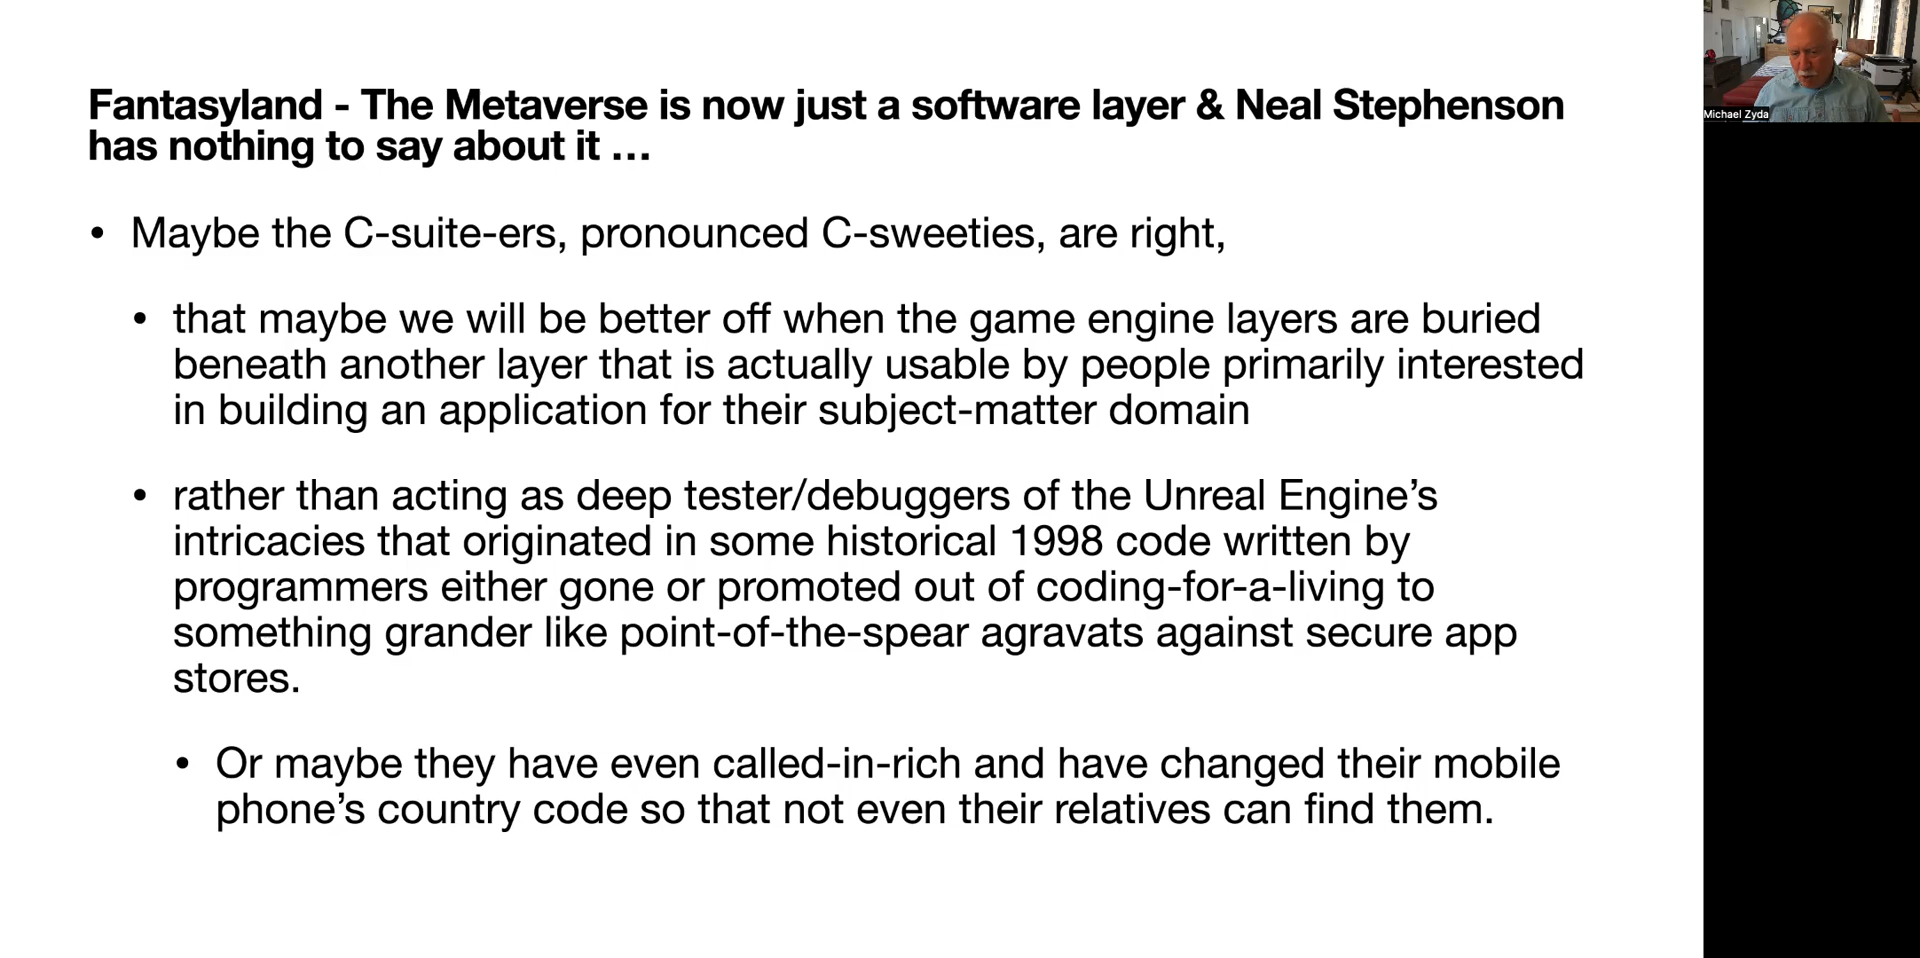 Fantasyland - The Metaverse is now just a software layer & Neal Stephenson
has nothing to say about it …
• Maybe the C-suite-ers, pronounced C-sweeties, are right,
• that maybe we will be better off when the game engine layers are buried
beneath another layer that is actually usable by people primarily interested
in building an application for their subject-matter domain
• rather than acting as deep tester/debuggers of the Unreal Engine’s
intricacies that originated in some historical 1998 code written by
programmers either gone or promoted out of coding-for-a-living to
something grander like point-of-the-spear agravats against secure app
stores.
• Or maybe they have even called-in-rich and have changed their mobile
phone’s country code so that not even their relatives can find them.
Michael Zyda